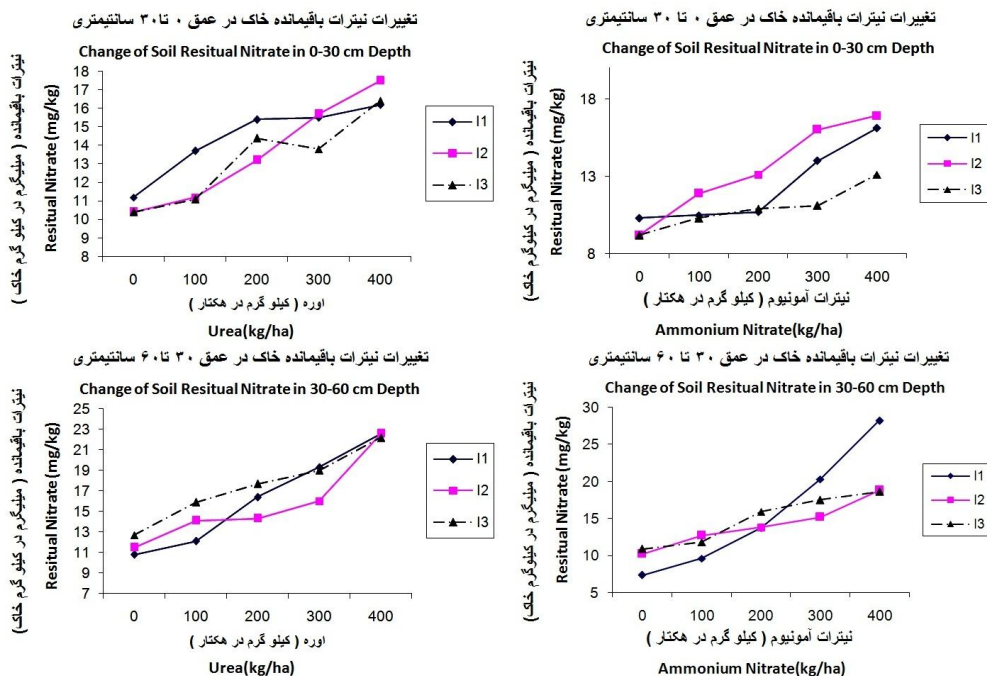 تغییرات نیترات باقیمانده خاک در عمق ۰ تا ۳۰ سانتیمتری
Change of Soil Resitual Nitrate in 0-30 cm Depth
نیترات باقیمانده ( میلیگرم در کیلو گرم خاک )
Resitual Nitrate (mg/kg)
18
17
16
15
14
13
12
11
10
9
8
0 100 200 300 400
I1
I2
I3
اوره ( کیلو گرم در هکتار )
Urea(kg/ha)
تغییرات نیترات باقیمانده خاک در عمق ۰ تا ۳۰ سانتیمتری
Change of Soil Resitual Nitrate in 0-30 cm Depth
نیترات باقیمانده ( میلیگرم در کیلوگرم خاک)
Resitual Nitrate (mg/kg)
18
13
8
0 100 200 300 400
I1
I2
I3
نیترات آمونیوم ( کیلو گرم در هکتار )
Ammonium Nitrate(kg/ha)
تغییرات نیترات باقیمانده خاک در عمق ۳۰ تا ۶۰ سانتیمتری
Change of Soil Resitual Nitrate in 30-60 cm Depth
نیترات باقیمانده ( میلیگرم در کیلو گرم خاک)
Resitual Nitrate (mg/kg)
25
23
21
19
17
15
13
11
9
7
0 100 200 300 400
I1
I2
I3
اوره ( کیلو گرم در هکتار )
Urea(kg/ha)
تغییرات نیترات باقیمانده خاک در عمق ۳۰ تا ۶۰ سانتیمتری
Change of Soil Resitual Nitrate in 30-60 cm Depth
نیترات باقیمانده ( میلیگرم در کیلوگرم خاک)
Resitual Nitrate (mg/kg)
30
25
20
15
10
5
0 100 200 300 400
I1
I2
I3
نیترات آمونیوم ( کیلو گرم در هکتار )
Ammonium Nitrate(kg/ha)